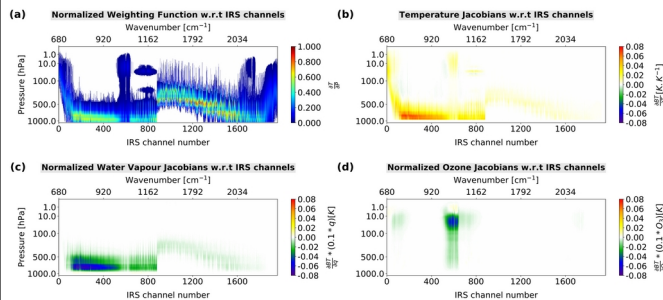 (a) Normalized Weighting Function w.r.t IRS channels
Wavenumber [cm⁻¹]
680 920 1162 1792 2034
Pressure [hPa]
1.0
10.0
100.0
500.0
1000.0
0 400 800 1200 1600
IRS channel number
1.000
0.800
0.600
0.400
0.200
0.000
(b) Temperature Jacobians w.r.t IRS channels
Wavenumber [cm⁻¹]
680 920 1162 1792 2034
Pressure [hPa]
1.0
10.0
100.0
500.0
1000.0
0 400 800 1200 1600
IRS channel number
0.08
0.06
0.04
0.02
0.00
-0.02
-0.04
-0.06
-0.08
[K, K⁻¹]
(c) Normalized Water Vapour Jacobians w.r.t IRS channels
Wavenumber [cm⁻¹]
680 920 1162 1792 2034
Pressure [hPa]
1.0
10.0
100.0
500.0
1000.0
0 400 800 1200 1600
IRS channel number
0.08
0.06
0.04
0.02
0.00
-0.02
-0.04
-0.06
-0.08
* (0.1 * q)[K]
(d) Normalized Ozone Jacobians w.r.t IRS channels
Wavenumber [cm⁻¹]
680 920 1162 1792 2034
Pressure [hPa]
1.0
10.0
100.0
500.0
1000.0
0 400 800 1200 1600
IRS channel number
0.08
0.06
0.04
0.02
0.00
-0.02
-0.04
-0.06
-0.08
* (0.1 * O₃)[K]